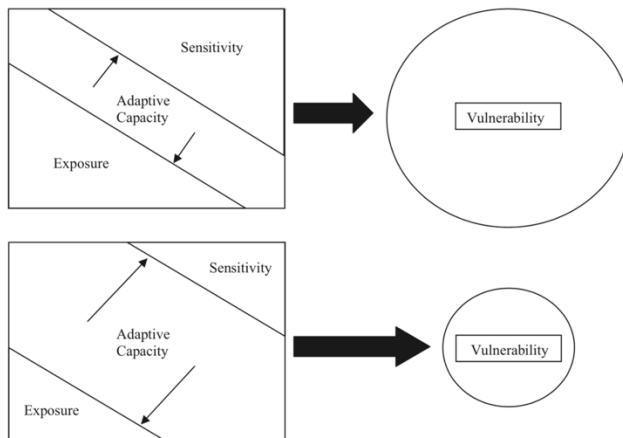 Sensitivity
Adaptive
Capacity
Exposure
Vulnerability
Sensitivity
Adaptive
Capacity
Exposure
Vulnerability